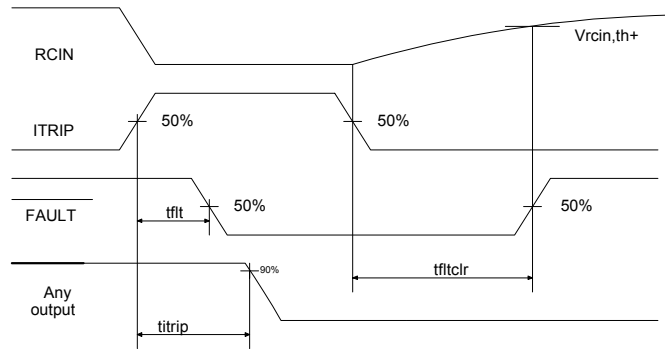 RCIN
Vrcin,th+
ITRIP
50%
50%
FAULT
tflt
50%
50%
tfltclr
Any
output
90%
titrip